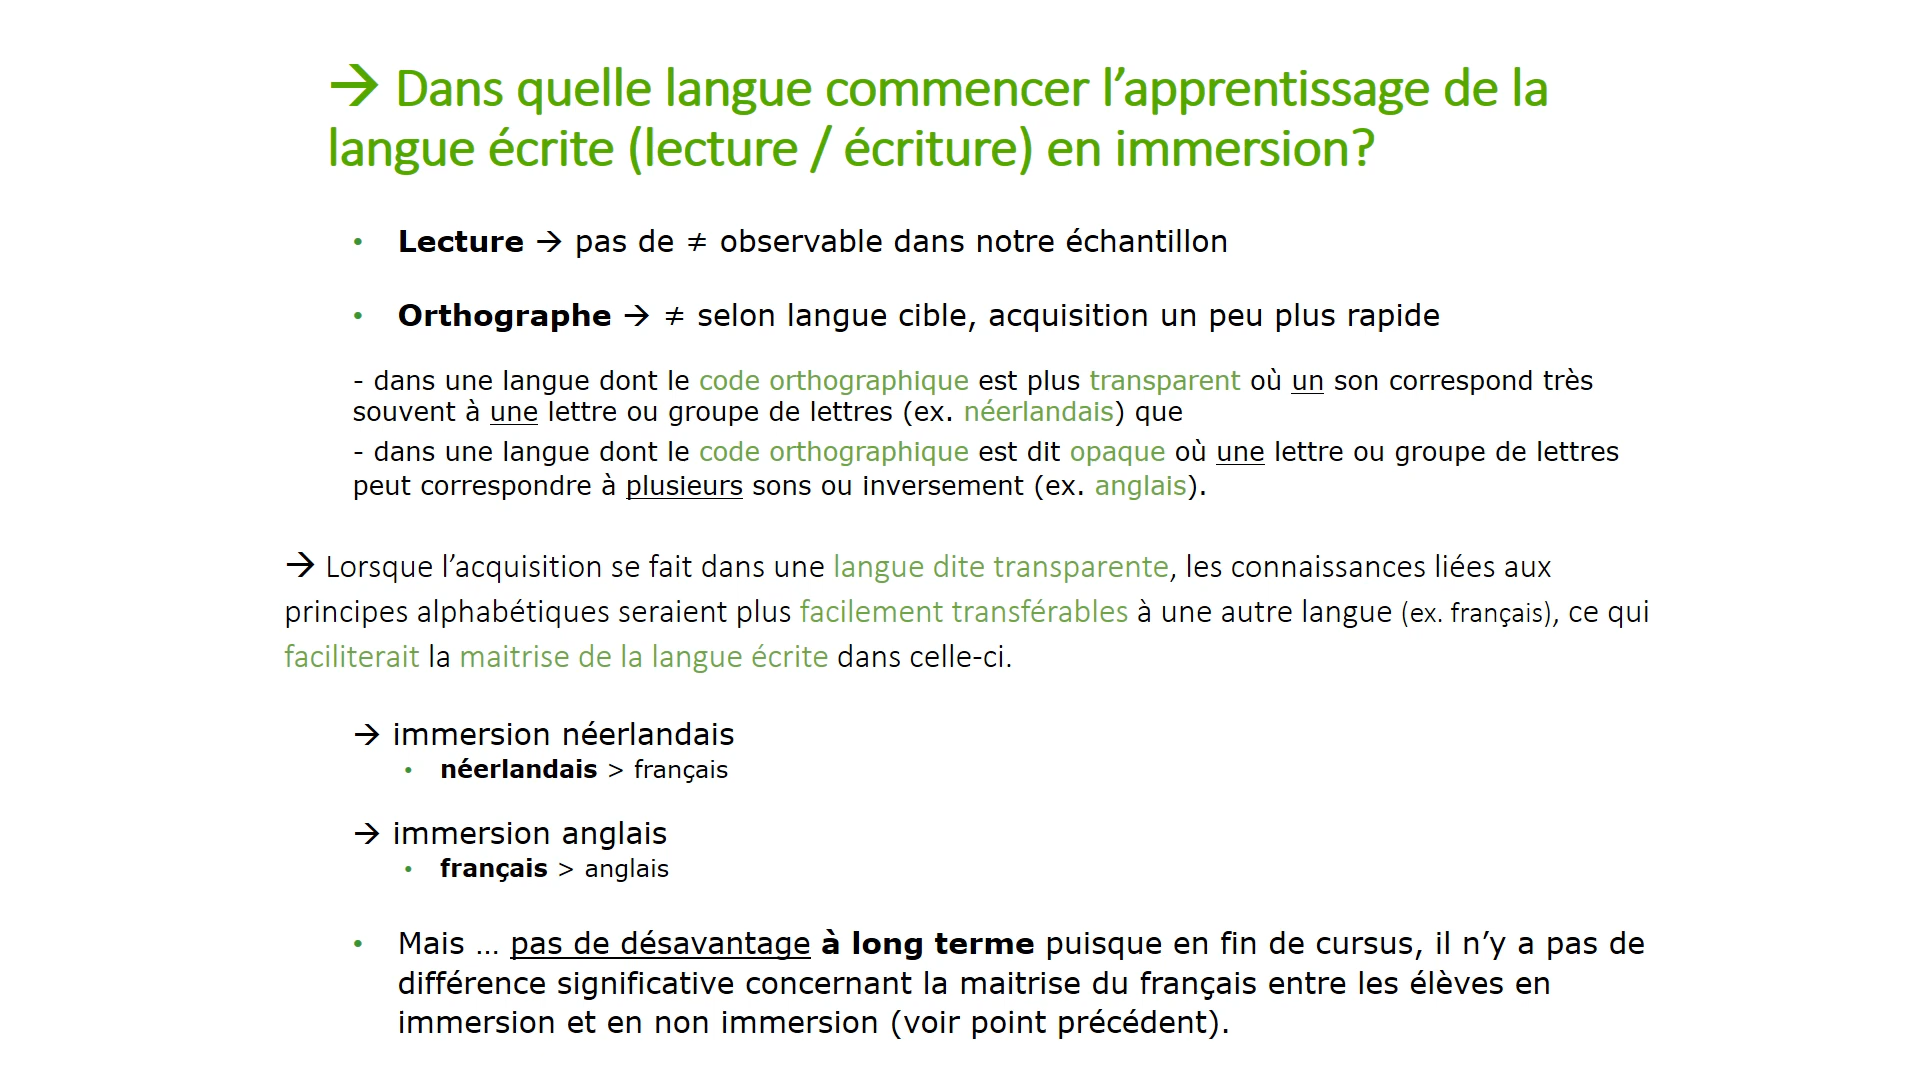 → Dans quelle langue commencer l’apprentissage de la
langue écrite (lecture / écriture) en immersion?
• Lecture → pas de ≠ observable dans notre échantillon
• Orthographe → ≠ selon langue cible, acquisition un peu plus rapide
- dans une langue dont le code orthographique est plus transparent où un son correspond très
souvent à une lettre ou groupe de lettres (ex. néerlandais) que
- dans une langue dont le code orthographique est dit opaque où une lettre ou groupe de lettres
peut correspondre à plusieurs sons ou inversement (ex. anglais).
→ Lorsque l’acquisition se fait dans une langue dite transparente, les connaissances liées aux
principes alphabétiques seraient plus facilement transférables à une autre langue (ex. français), ce qui
faciliterait la maitrise de la langue écrite dans celle-ci.
→ immersion néerlandais
• néerlandais > français
→ immersion anglais
• français > anglais
• Mais … pas de désavantage à long terme puisque en fin de cursus, il n’y a pas de
différence significative concernant la maitrise du français entre les élèves en
immersion et en non immersion (voir point précédent).